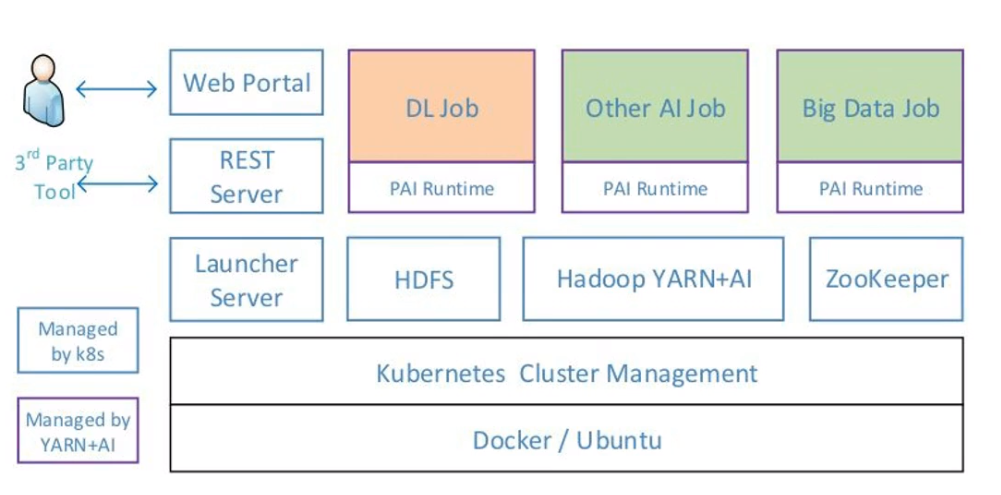 Web Portal
DL Job
Other AI Job
Big Data Job
3rd Party
Tool
REST
Server
PAI Runtime
PAI Runtime
PAI Runtime
Launcher
Server
HDFS
Hadoop YARN+AI
ZooKeeper
Managed
by k8s
Kubernetes Cluster Management
Managed by
YARN+AI
Docker / Ubuntu